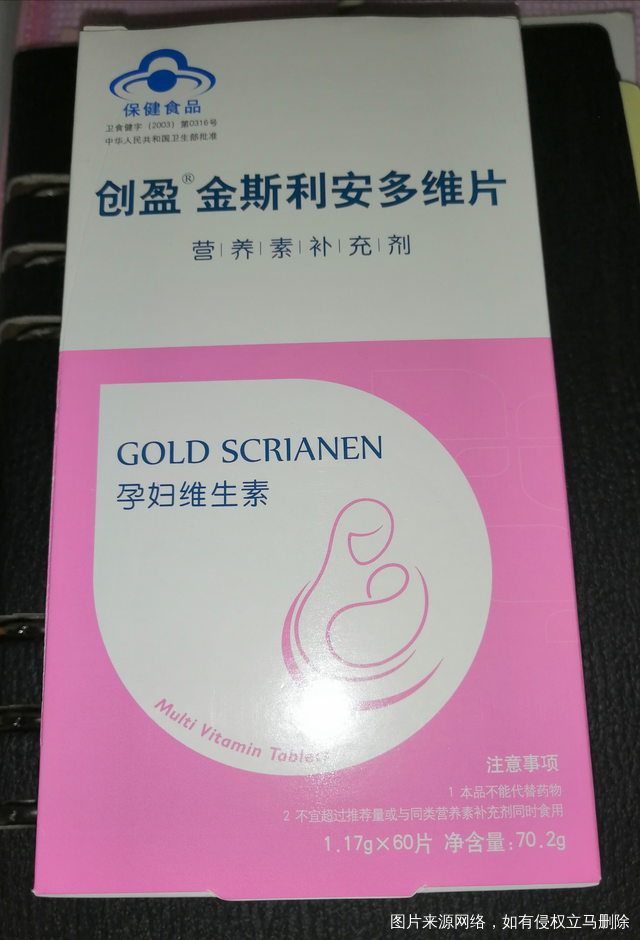 保健食品
卫食健字（2003）第0316号
中华人民共和国卫生部批准
创盈®金斯利安多维片
营养素补充剂
GOLD SCRIANEN
孕妇维生素
Multi Vitamin Tablets
注意事项
1 本品不能代替药物
2 不宜超过推荐量或与同类营养素补充剂同时食用
1.17g×60片 净含量:70.2g
图片来源网络，如有侵权立马删除